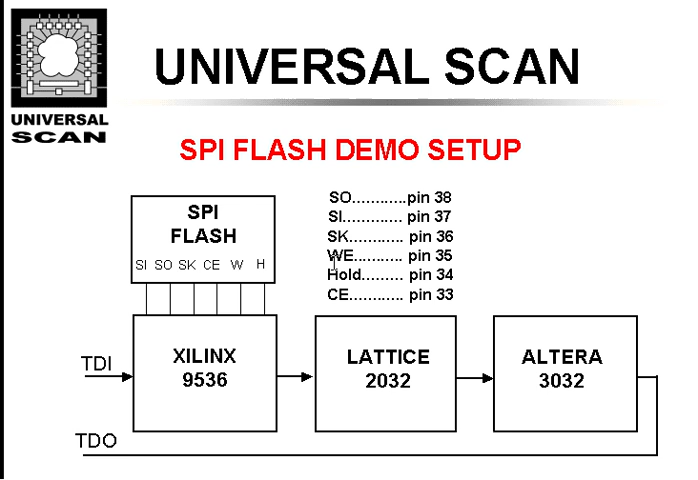 UNIVERSAL SCAN
UNIVERSAL
SCAN
SPI FLASH DEMO SETUP
SPI
FLASH
SI SO SK CE W H
SO............pin 38
SI............. pin 37
SK............ pin 36
WE........... pin 35
Hold......... pin 34
CE............ pin 33
TDI
XILINX
9536
LATTICE
2032
ALTERA
3032
TDO